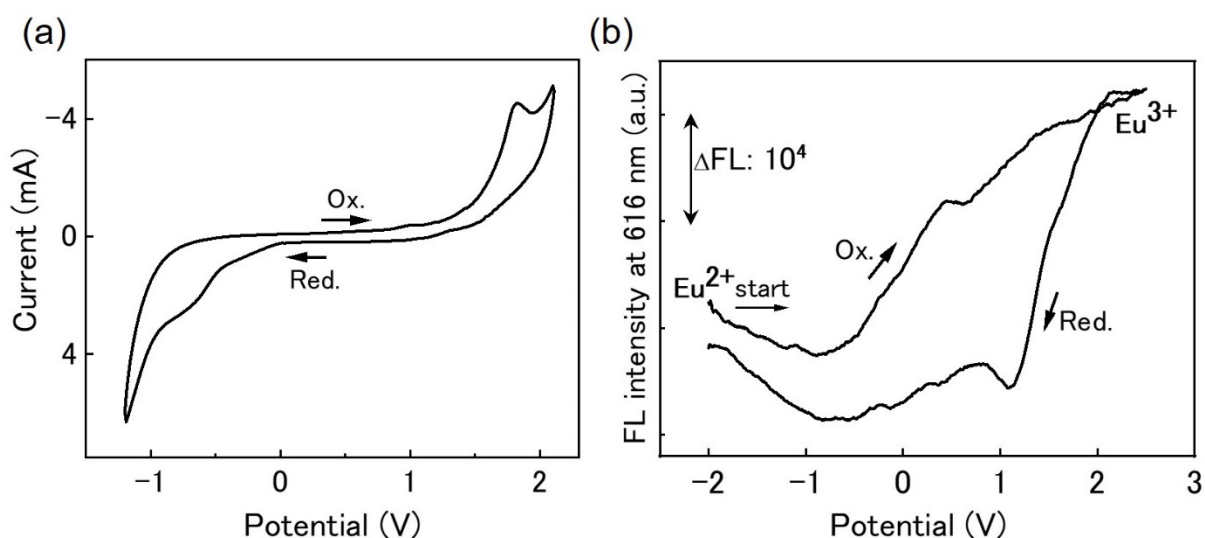 (a)
Current (mA)
−4
0
4
Ox.
Red.
−1
0
1
2
Potential (V)
(b)
FL intensity at 616 nm (a.u.)
ΔFL: 10⁴
Eu³⁺
Ox.
Eu²⁺ start
Red.
−2
−1
0
1
2
3
Potential (V)